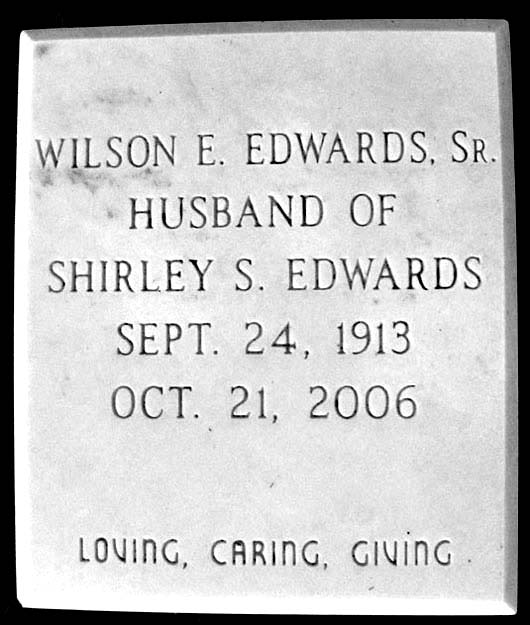 WILSON E. EDWARDS, SR.
HUSBAND OF
SHIRLEY S. EDWARDS
SEPT. 24, 1913
OCT. 21, 2006
LOVING, CARING, GIVING